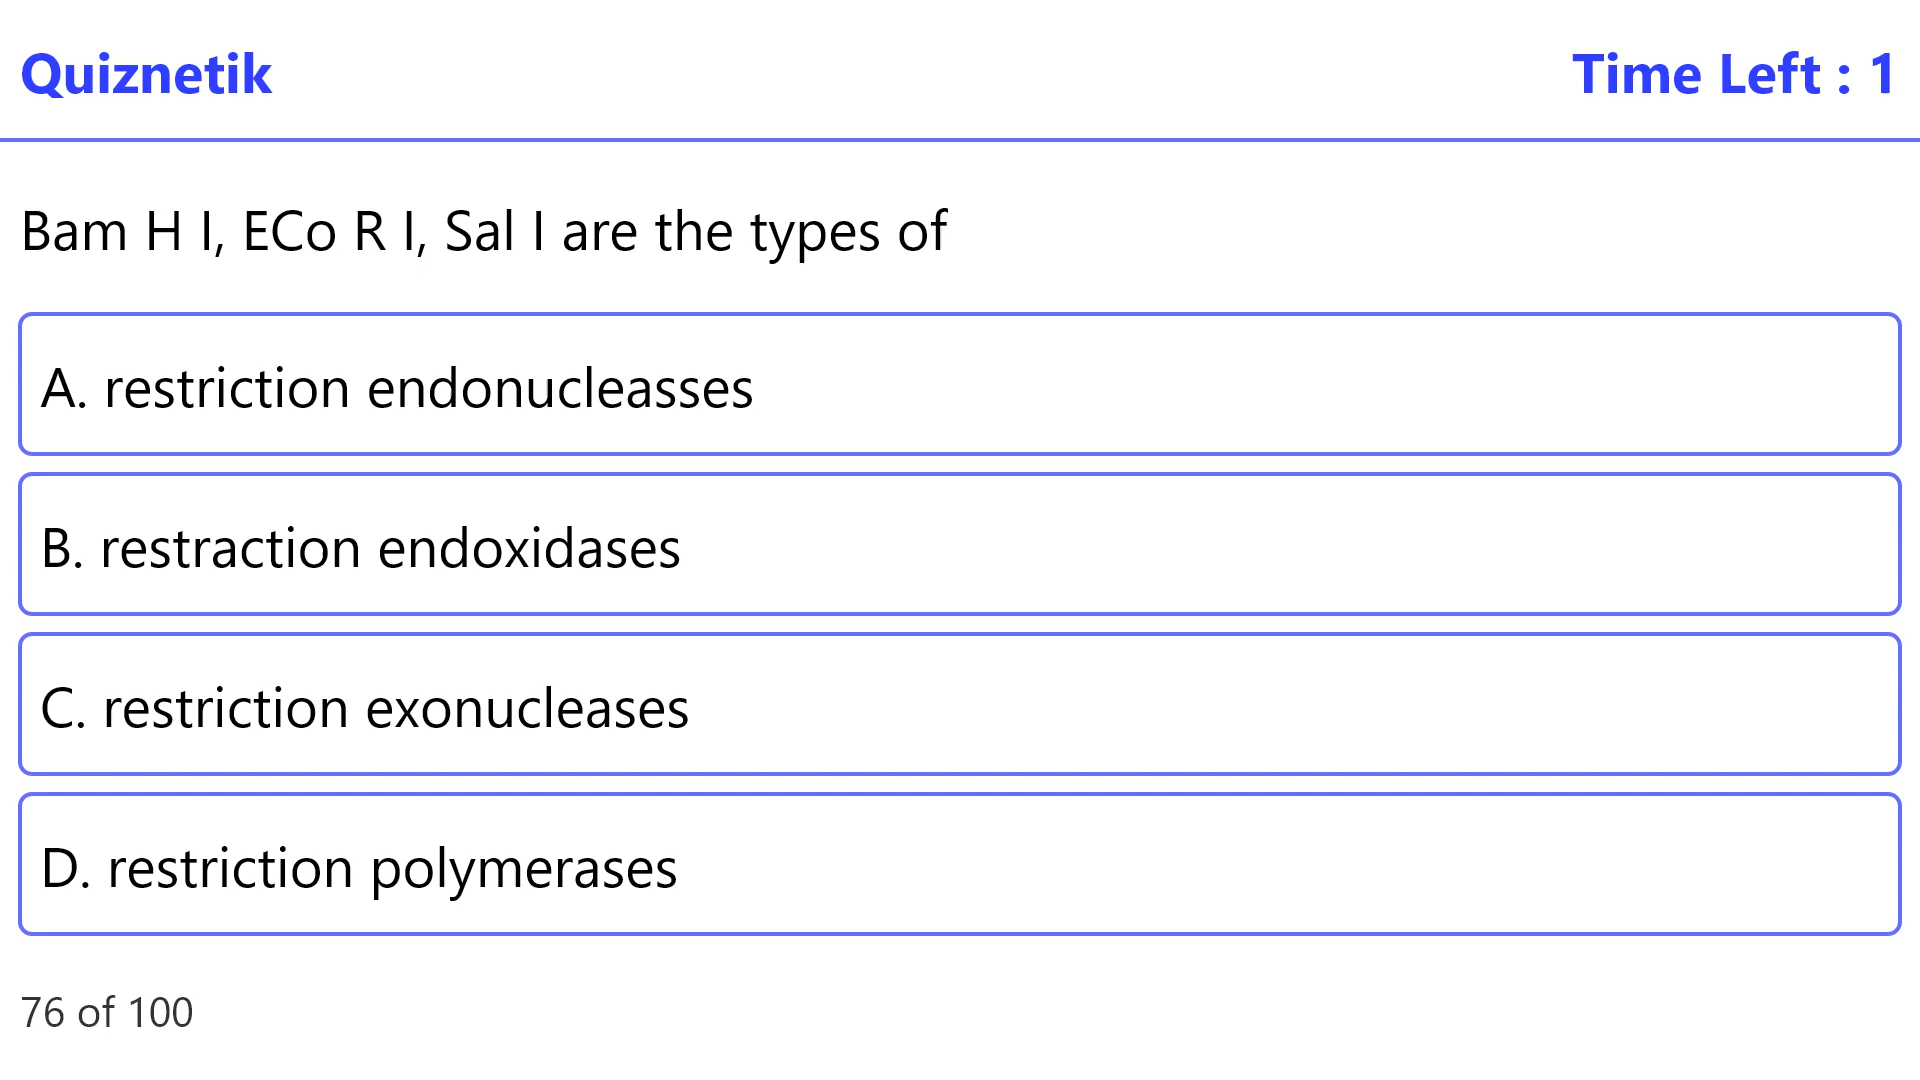 Quiznetik
Time Left : 1
Bam H I, ECo R I, Sal I are the types of
A. restriction endonucleasses
B. restraction endoxidases
C. restriction exonucleases
D. restriction polymerases
76 of 100